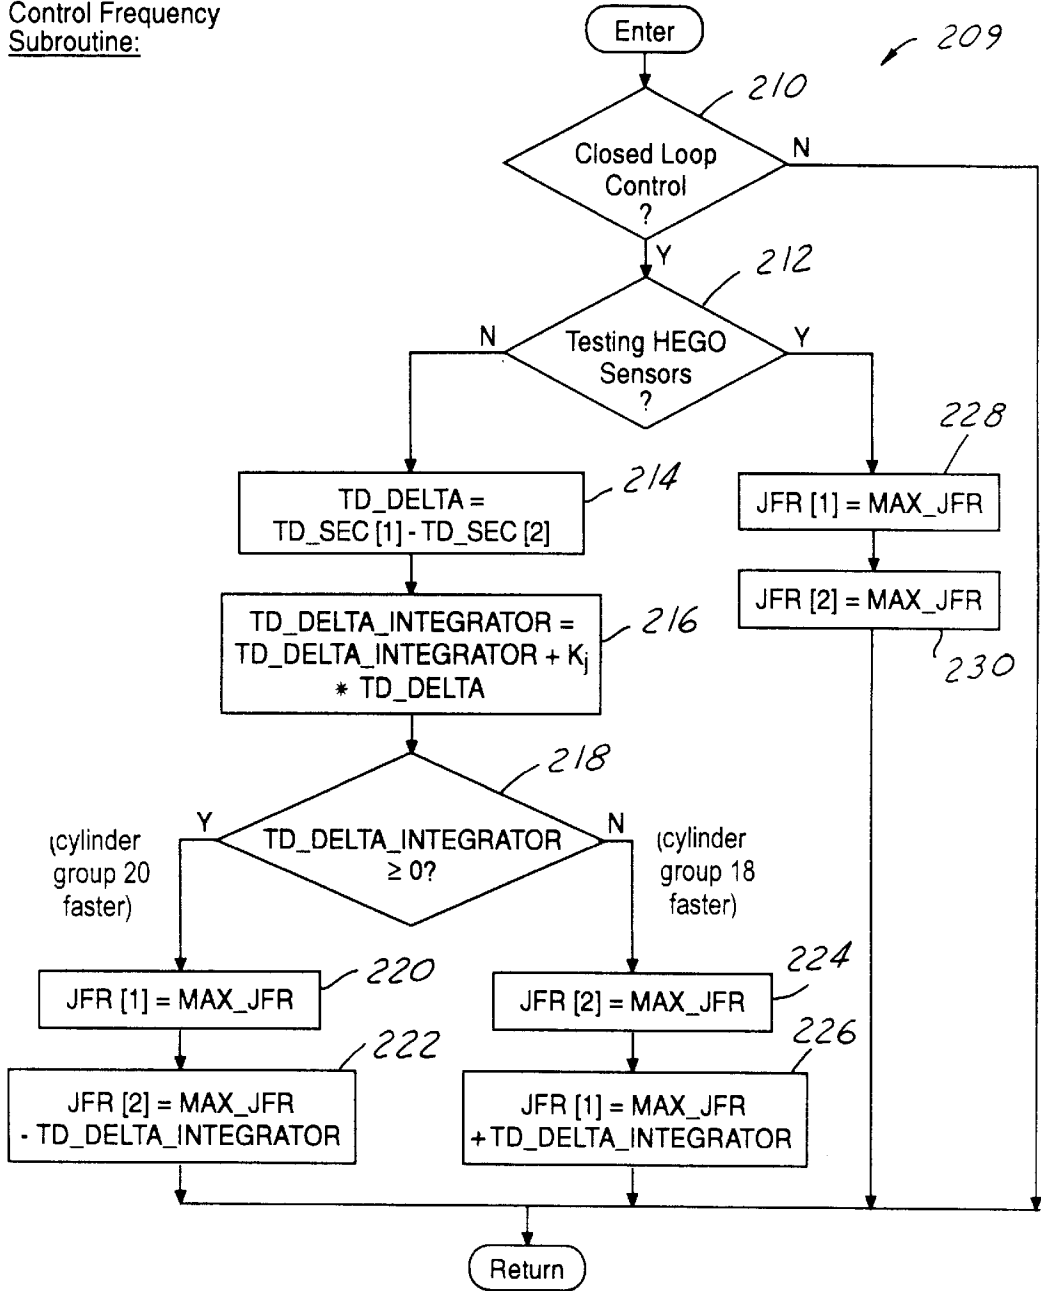 Control Frequency
Subroutine:
Enter
209
210
Closed Loop
Control
?
N
Y
212
Testing HEGO
Sensors
?
N
Y
214
TD_DELTA =
TD_SEC [1] - TD_SEC [2]
228
JFR [1] = MAX_JFR
216
TD_DELTA_INTEGRATOR =
TD_DELTA_INTEGRATOR + Kj
* TD_DELTA
JFR [2] = MAX_JFR
230
218
TD_DELTA_INTEGRATOR
≥ 0?
Y
(cylinder
group 20
faster)
N
(cylinder
group 18
faster)
220
JFR [1] = MAX_JFR
224
JFR [2] = MAX_JFR
222
JFR [2] = MAX_JFR
- TD_DELTA_INTEGRATOR
226
JFR [1] = MAX_JFR
+ TD_DELTA_INTEGRATOR
Return